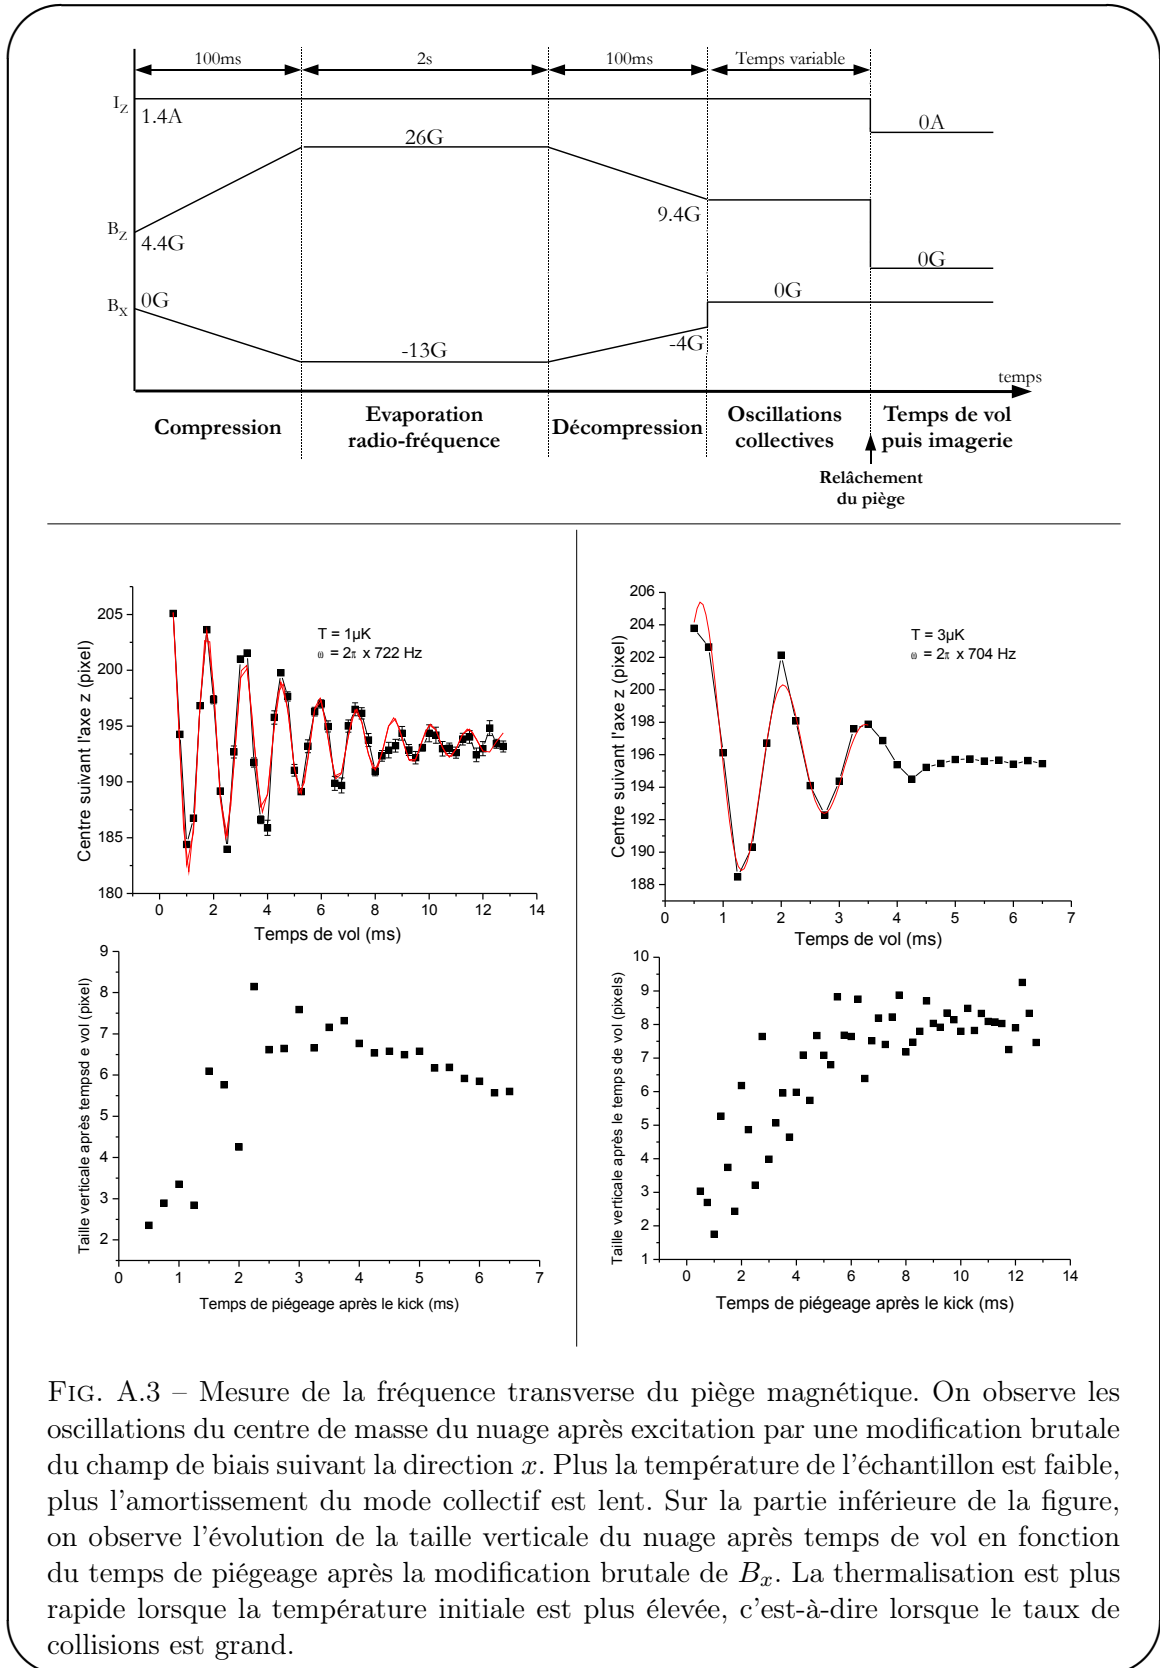 100ms 2s 100ms Temps variable
I_Z
1.4A 0A
26G
B_Z 9.4G
4.4G
0G
B_X 0G 0G
-13G -4G
temps
Compression Evaporation radio-fréquence Décompression Oscillations collectives Temps de vol puis imagerie
Relâchement
du piège
205
200
195
190
185
180
Centre suivant l'axe z (pixel)
T = 1µK
ω = 2π x 722 Hz
0 2 4 6 8 10 12 14
Temps de vol (ms)
206
204
202
200
198
196
194
192
190
188
Centre suivant l'axe z (pixel)
T = 3µK
ω = 2π x 704 Hz
0 1 2 3 4 5 6 7
Temps de vol (ms)
9
8
7
6
5
4
3
2
Taille verticale après tempsd e vol (pixel)
0 1 2 3 4 5 6 7
Temps de piégeage après le kick (ms)
10
9
8
7
6
5
4
3
2
1
Taille verticale après le temps de vol (pixels)
0 2 4 6 8 10 12 14
Temps de piégeage après le kick (ms)
FIG. A.3 – Mesure de la fréquence transverse du piège magnétique. On observe les
oscillations du centre de masse du nuage après excitation par une modification brutale
du champ de biais suivant la direction x. Plus la température de l'échantillon est faible,
plus l'amortissement du mode collectif est lent. Sur la partie inférieure de la figure,
on observe l'évolution de la taille verticale du nuage après temps de vol en fonction
du temps de piégeage après la modification brutale de B_x. La thermalisation est plus
rapide lorsque la température initiale est plus élevée, c'est-à-dire lorsque le taux de
collisions est grand.